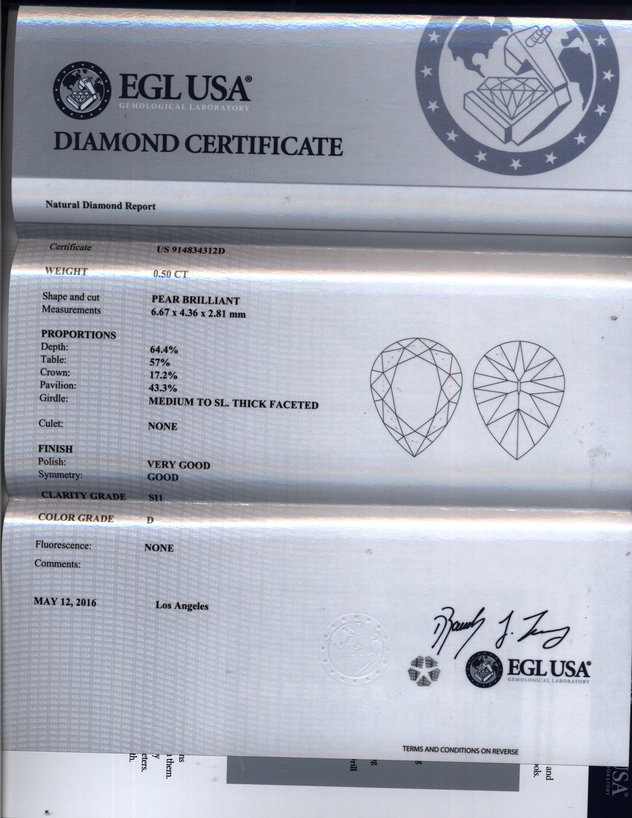 EGL USA®
GEMOLOGICAL LABORATORY
DIAMOND CERTIFICATE
Natural Diamond Report
Certificate US 914834312D
WEIGHT 0.50 CT
Shape and cut PEAR BRILLIANT
Measurements 6.67 x 4.36 x 2.81 mm
PROPORTIONS
Depth: 64.4%
Table: 57%
Crown: 17.2%
Pavilion: 43.3%
Girdle: MEDIUM TO SL. THICK FACETED
Culet: NONE
FINISH
Polish: VERY GOOD
Symmetry: GOOD
CLARITY GRADE SI1
COLOR GRADE D
Fluorescence: NONE
Comments:
MAY 12, 2016 Los Angeles
EGL USA®
GEMOLOGICAL LABORATORY
TERMS AND CONDITIONS ON REVERSE